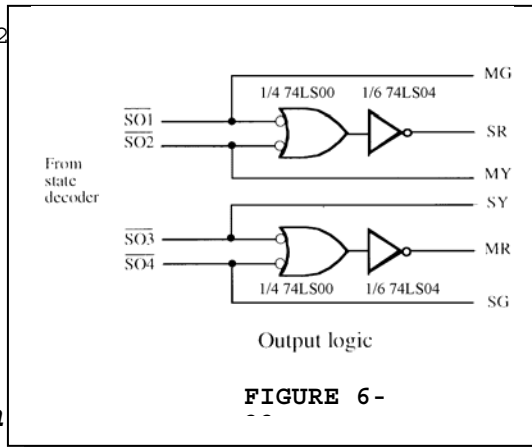 2
MG
1/4 74LS00 1/6 74LS04
SO1
SR
SO2
From
state
decoder
MY
SY
SO3
MR
SO4
1/4 74LS00 1/6 74LS04
SG
Output logic
FIGURE 6-
n